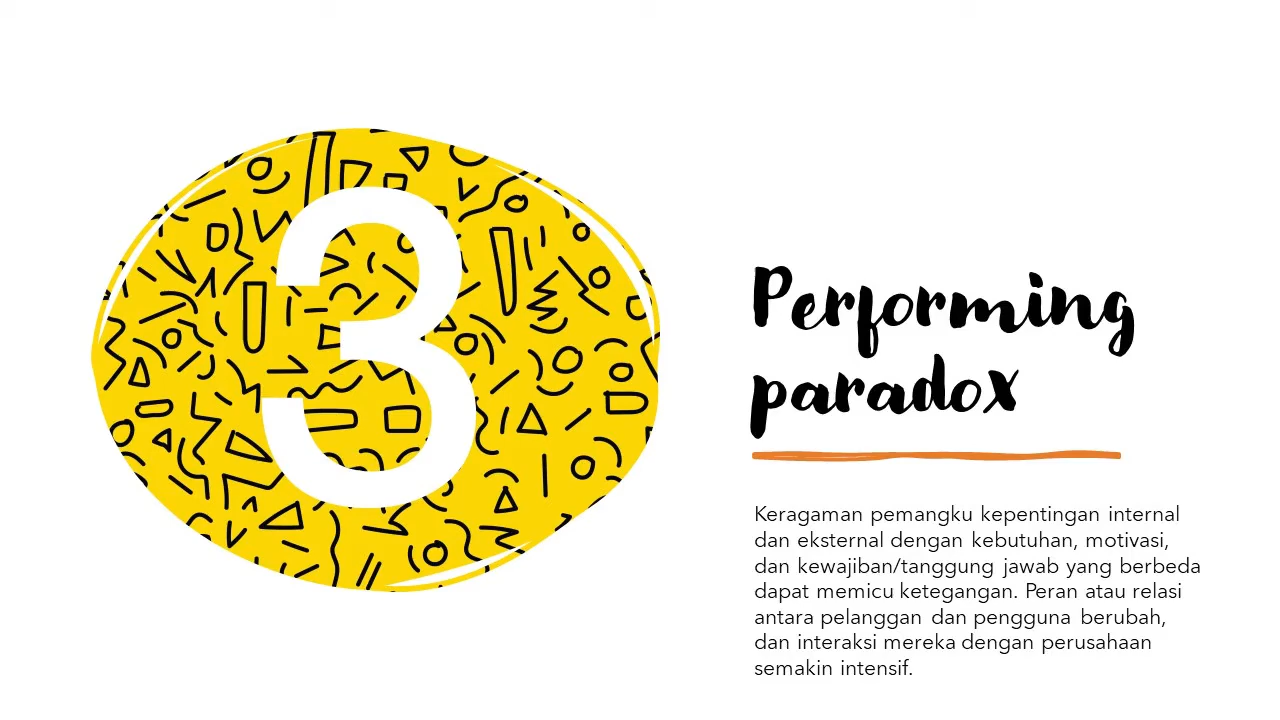 3
Performing
paradox
Keragaman pemangku kepentingan internal
dan eksternal dengan kebutuhan, motivasi,
dan kewajiban/tanggung jawab yang berbeda
dapat memicu ketegangan. Peran atau relasi
antara pelanggan dan pengguna berubah,
dan interaksi mereka dengan perusahaan
semakin intensif.